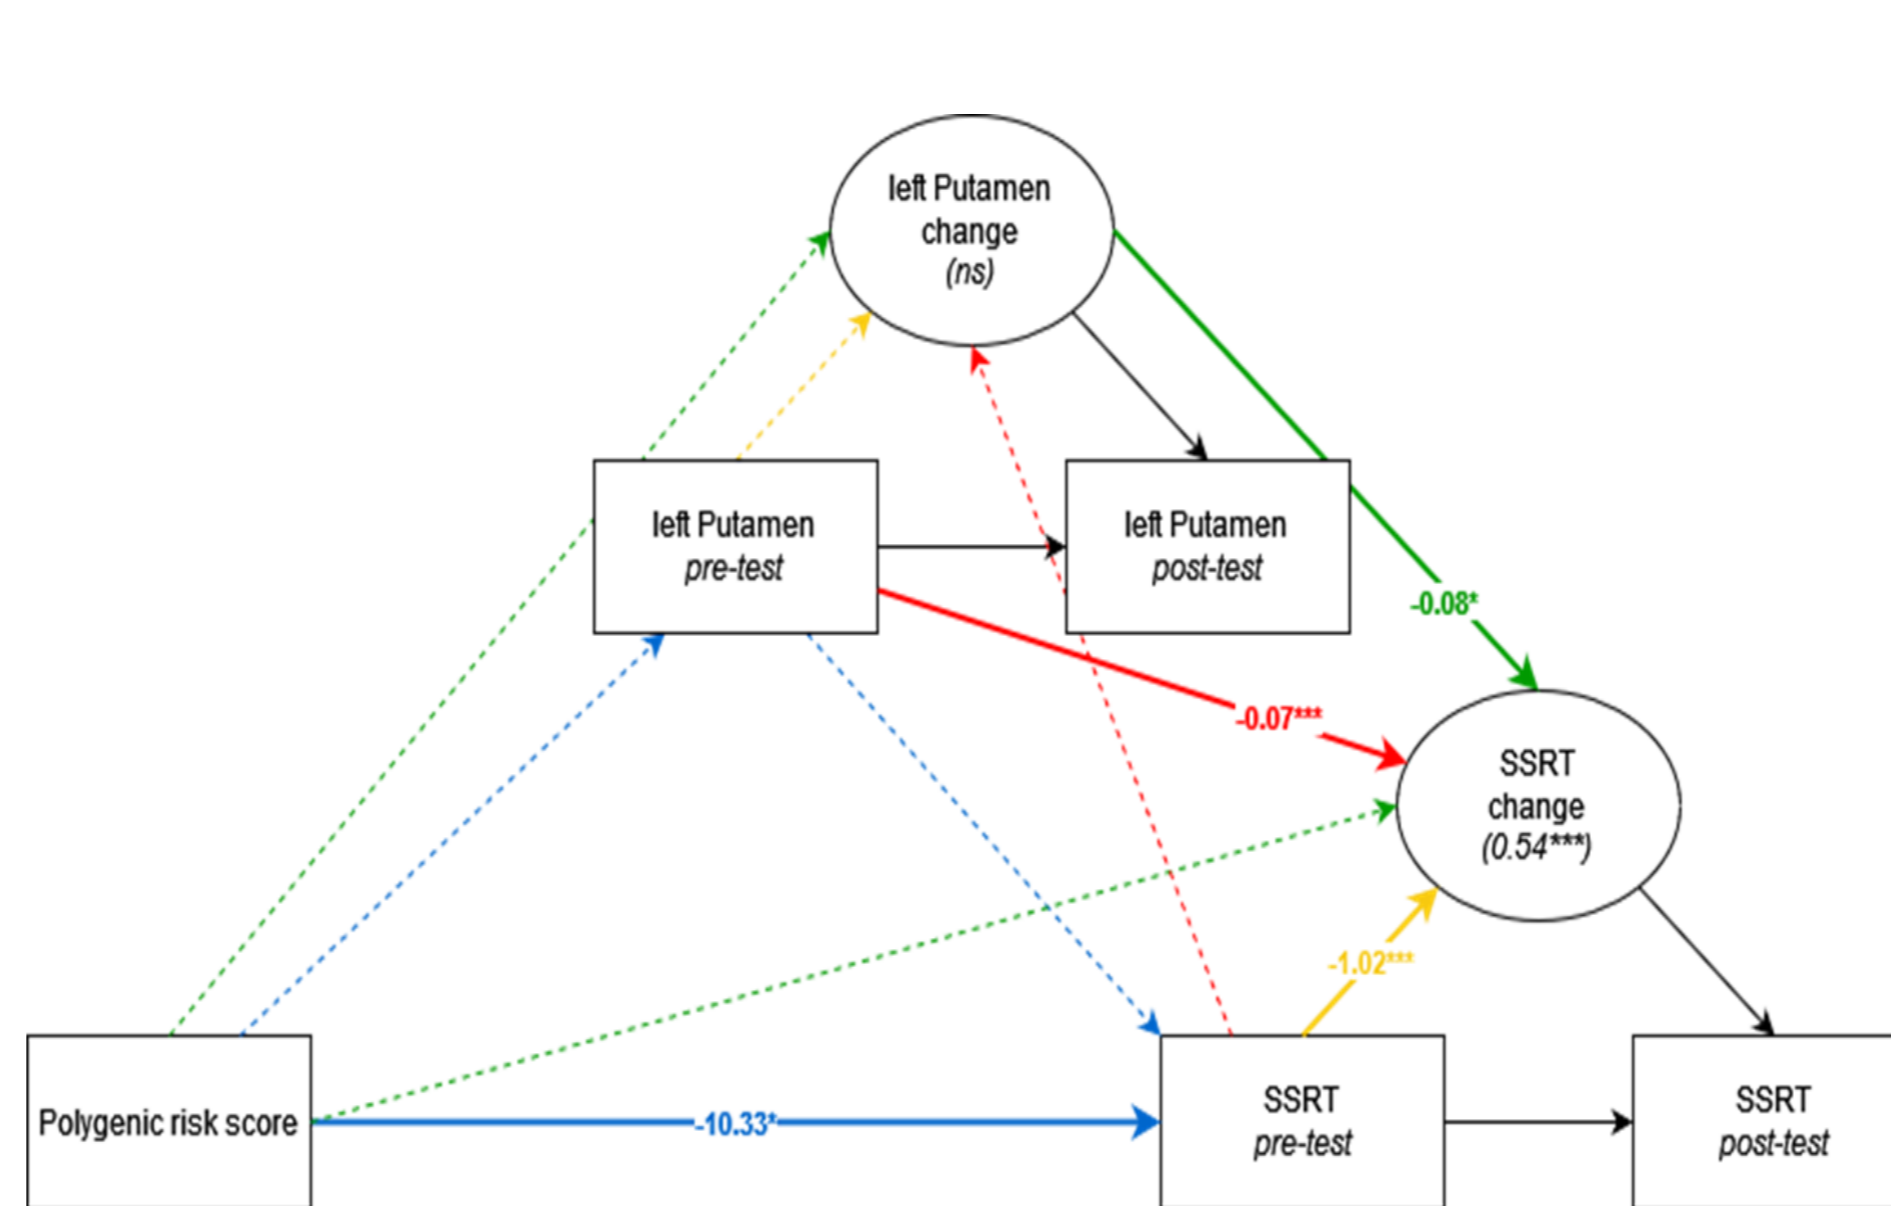 left Putamen
change
(ns)
left Putamen
pre-test
left Putamen
post-test
-0.08*
-0.07***
SSRT
change
(0.54***)
-1.02***
Polygenic risk score
-10.33*
SSRT
pre-test
SSRT
post-test